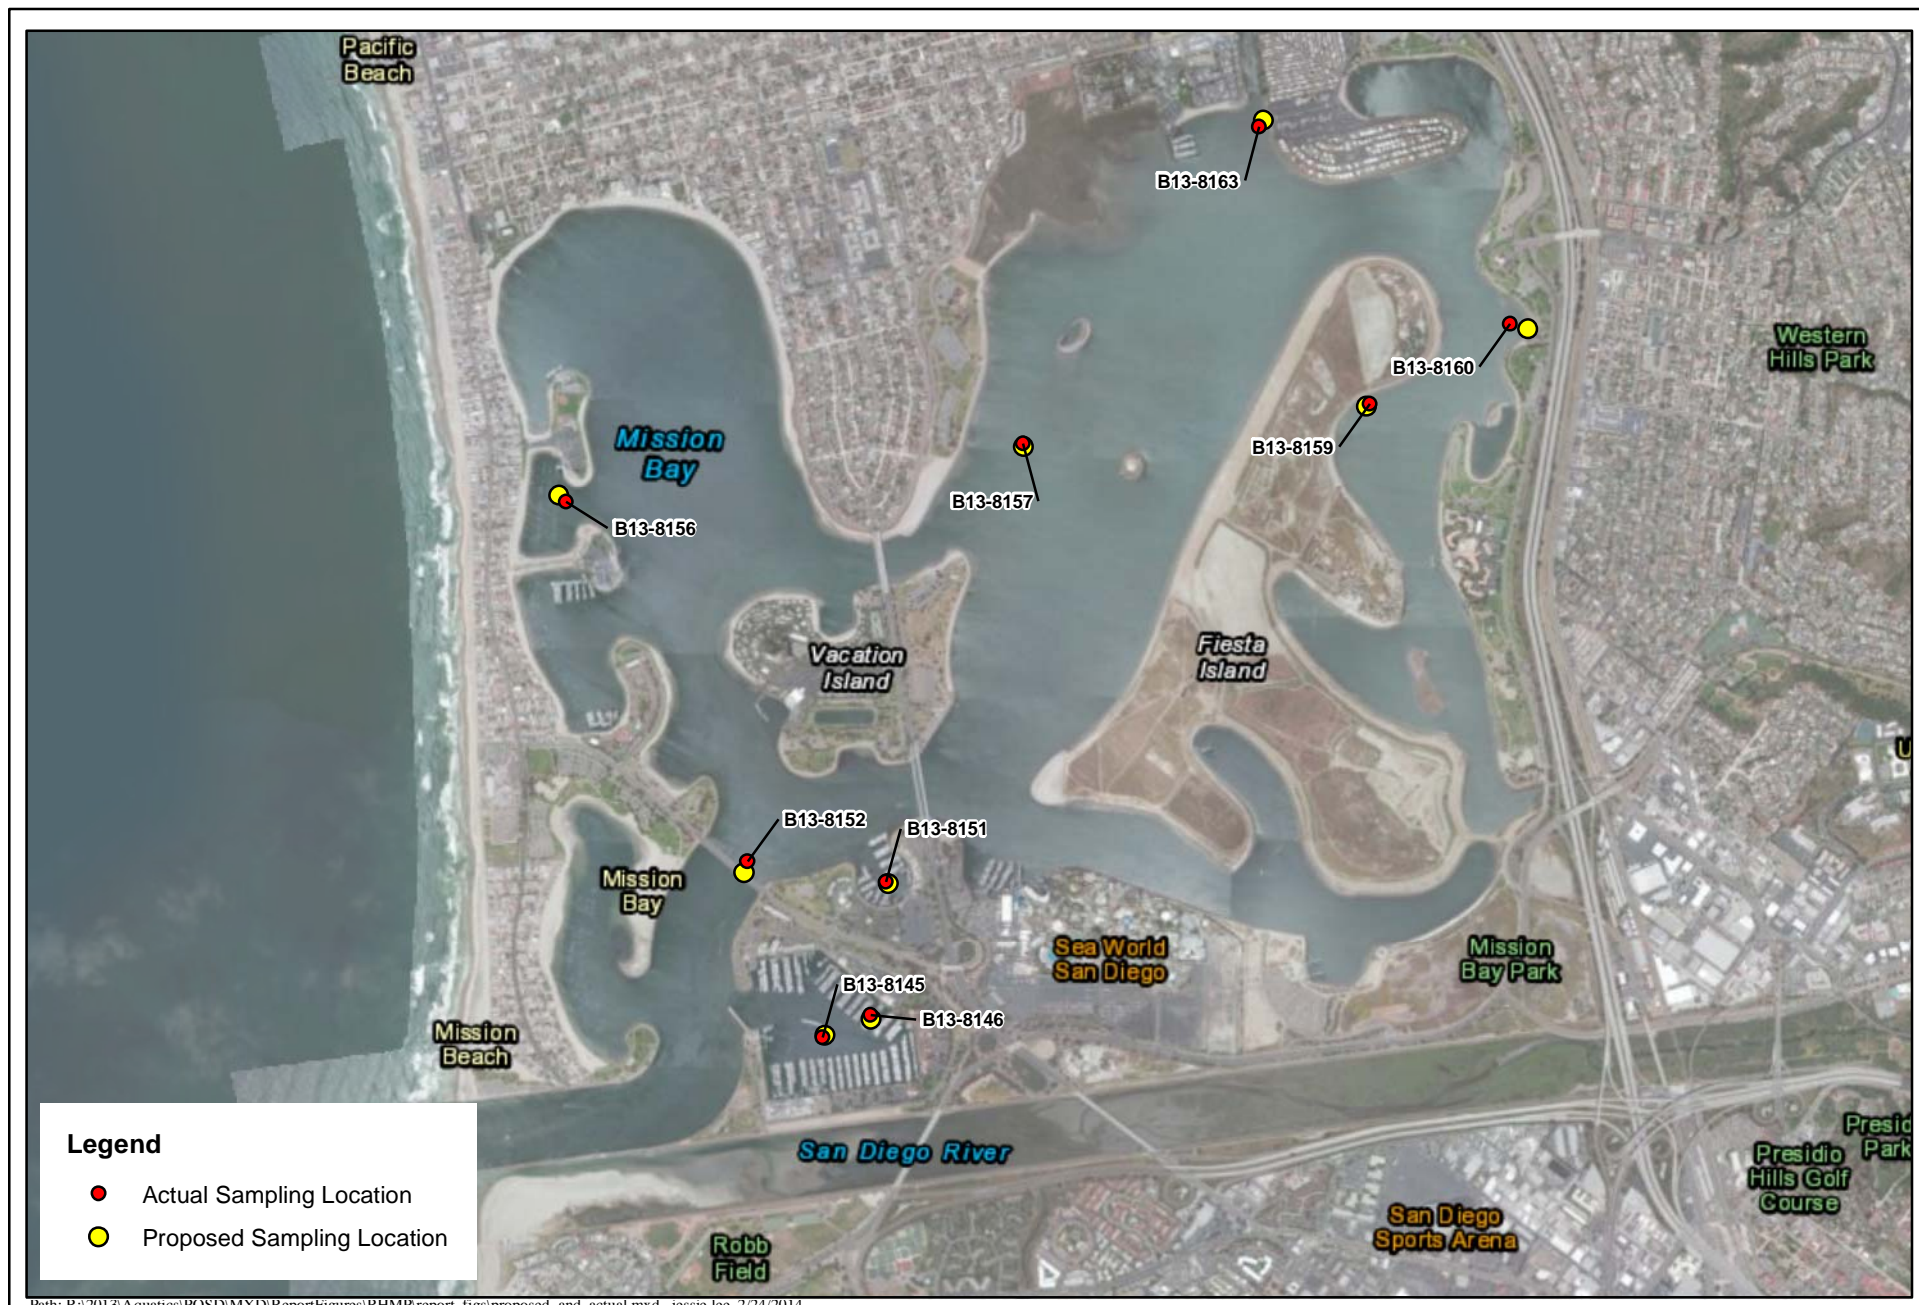 Pacific
Beach
B13-8163
Western
Hills Park
B13-8160
Mission
Bay
B13-8159
B13-8157
B13-8156
Vacation
Island
Fiesta
Island
U
B13-8152
B13-8151
Mission
Bay
Sea World
San Diego
Mission
Bay Park
B13-8145
B13-8146
Mission
Beach
Legend
Actual Sampling Location
Proposed Sampling Location
San Diego River
Presid
Park
Presidio
Hills Golf
Course
San Diego
Sports Arena
Robb
Field